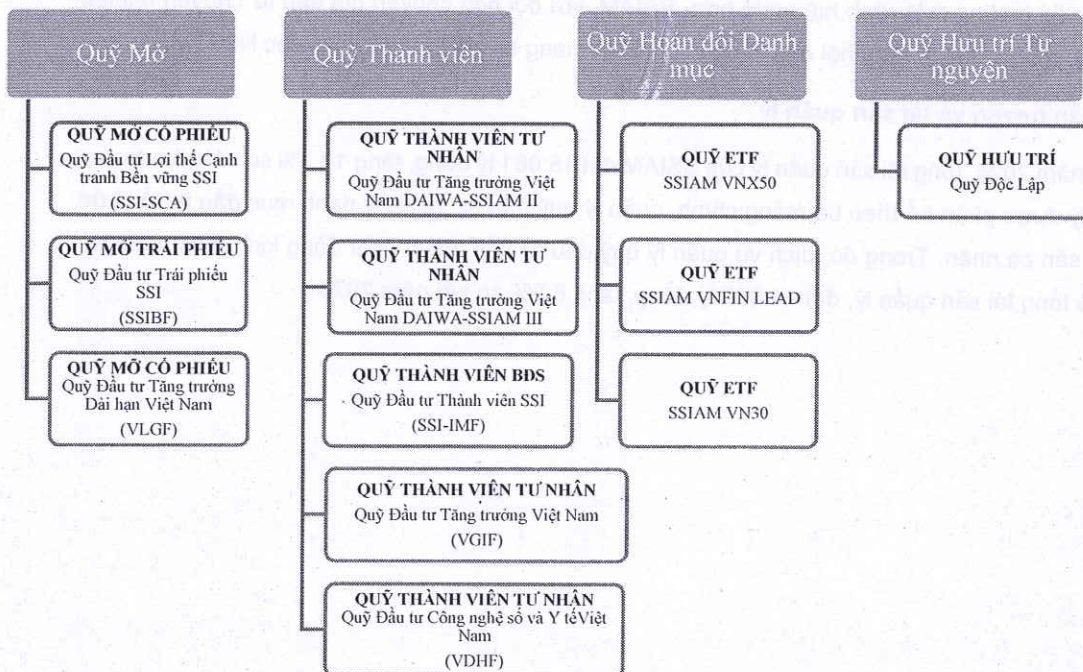 Quỹ Mở
QUỸ MỞ CỔ PHIẾU
Quỹ Đầu tư Lợi thế Cạnh
tranh Bền vững SSI
(SSI-SCA)
QUỸ MỞ TRÁI PHIẾU
Quỹ Đầu tư Trái phiếu
SSI
(SSIBF)
QUỸ MỞ CỔ PHIẾU
Quỹ Đầu tư Tăng trưởng
Dài hạn Việt Nam
(VLGF)
Quỹ Thành viên
QUỸ THÀNH VIÊN TƯ
NHÂN
Quỹ Đầu tư Tăng trưởng Việt
Nam DAIWA-SSIAM II
QUỸ THÀNH VIÊN TƯ
NHÂN
Quỹ Đầu tư Tăng trưởng Việt
Nam DAIWA-SSIAM III
QUỸ THÀNH VIÊN BĐS
Quỹ Đầu tư Thành viên SSI
(SSI-IMF)
QUỸ THÀNH VIÊN TƯ NHÂN
Quỹ Đầu tư Tăng trưởng Việt Nam
(VGIF)
QUỸ THÀNH VIÊN TƯ NHÂN
Quỹ Đầu tư Công nghệ số và Y tếViệt
Nam
(VDHF)
Quỹ Hoán đổi Danh
mục
QUỸ ETF
SSIAM VNX50
QUỸ ETF
SSIAM VNFIN LEAD
QUỸ ETF
SSIAM VN30
Quỹ Hưu trí Tự
nguyện
QUỸ HƯU TRÍ
Quỹ Độc Lập